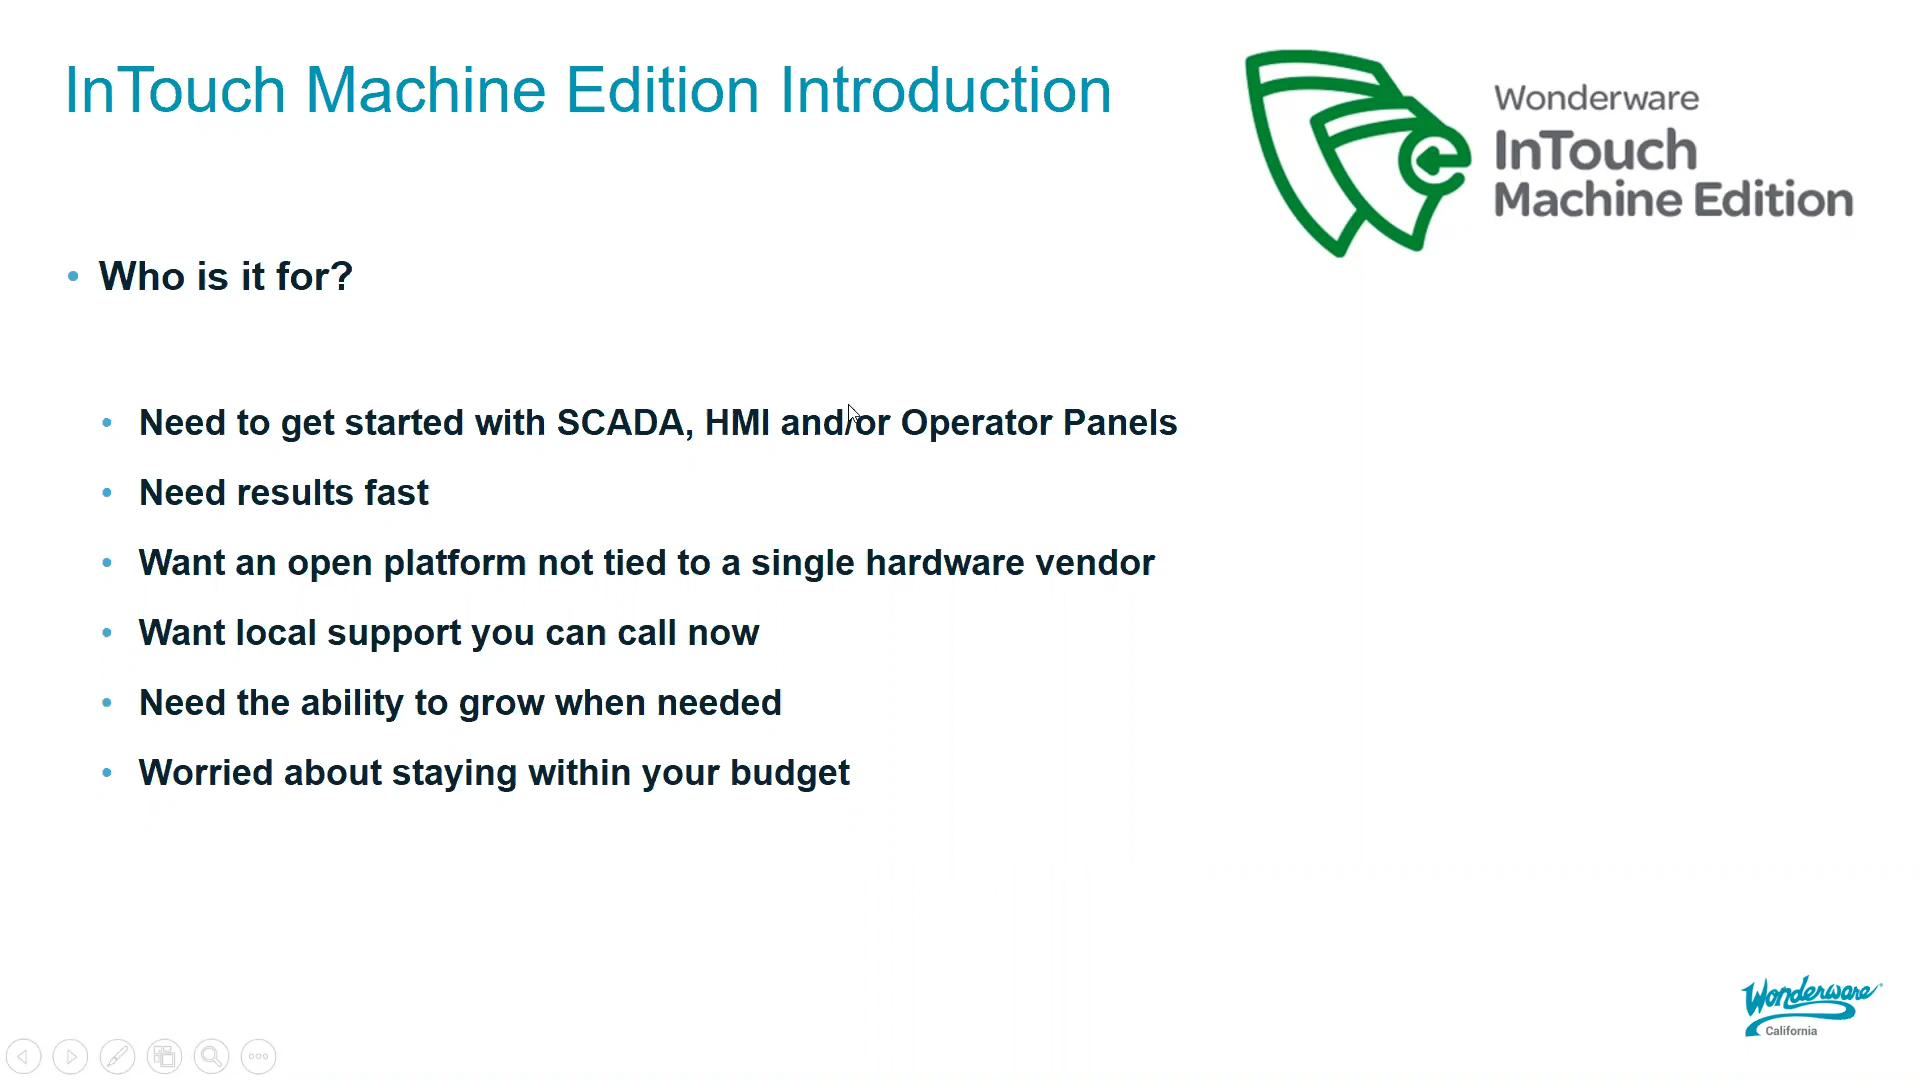 InTouch Machine Edition Introduction
Wonderware
InTouch
Machine Edition
• Who is it for?
• Need to get started with SCADA, HMI and/or Operator Panels
• Need results fast
• Want an open platform not tied to a single hardware vendor
• Want local support you can call now
• Need the ability to grow when needed
• Worried about staying within your budget
Wonderware
California